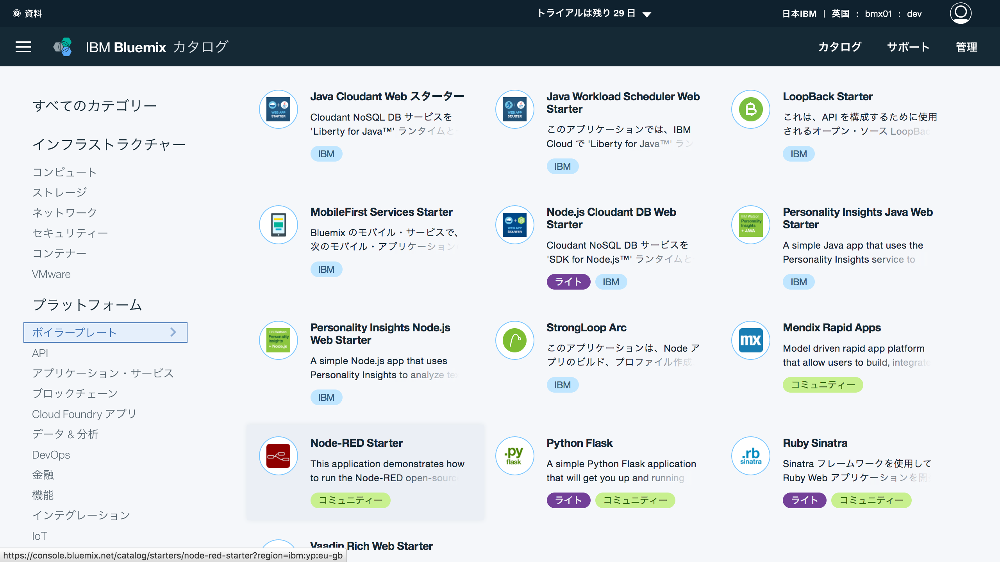 資料
トライアルは残り 29 日
日本IBM | 英国 : bmx01 : dev
IBM Bluemix カタログ
カタログ
サポート
管理
すべてのカテゴリー
インフラストラクチャー
コンピュート
ストレージ
ネットワーク
セキュリティー
コンテナー
VMware
プラットフォーム
ボイラープレート
API
アプリケーション・サービス
ブロックチェーン
Cloud Foundry アプリ
データ & 分析
DevOps
金融
機能
インテグレーション
IoT
WEB APP
STARTER
Java Cloudant Web スターター
Cloudant NoSQL DB サービスを
'Liberty for Java™' ランタイムと
IBM
WEB APP
STARTER
Java Workload Scheduler Web
Starter
このアプリケーションでは、IBM
Cloud で 'Liberty for Java™' ラン
IBM
LoopBack Starter
これは、API を構成するために使用
されるオープン・ソース LoopBac
IBM
MobileFirst Services Starter
Bluemix のモバイル・サービスで、
次のモバイル・アプリケーション
IBM
WEB APP
STARTER
Node.js Cloudant DB Web
Starter
Cloudant NoSQL DB サービスを
'SDK for Node.js™' ランタイムと
ライト
IBM
IBM Watson
Personality
Insights
+ JAVA
Personality Insights Java Web
Starter
A simple Java app that uses the
Personality Insights service to
IBM
IBM Watson
Personality
Insights
+ Node.js
Personality Insights Node.js
Web Starter
A simple Node.js app that uses
Personality Insights to analyze tex
IBM
StrongLoop Arc
このアプリケーションは、Node ア
プリのビルド、プロファイル作成
IBM
mx
Mendix Rapid Apps
Model driven rapid app platform
that allow users to build, integrate
コミュニティー
Node-RED Starter
This application demonstrates how
to run the Node-RED open-sourc
コミュニティー
.py
flask
Python Flask
A simple Python Flask application
that will get you up and running
ライト
コミュニティー
.rb
sinatra
Ruby Sinatra
Sinatra フレームワークを使用して
Ruby Web アプリケーションを開
ライト
コミュニティー
Vaadin Rich Web Starter
https://console.bluemix.net/catalog/starters/node-red-starter?region=ibm:yp:eu-gb